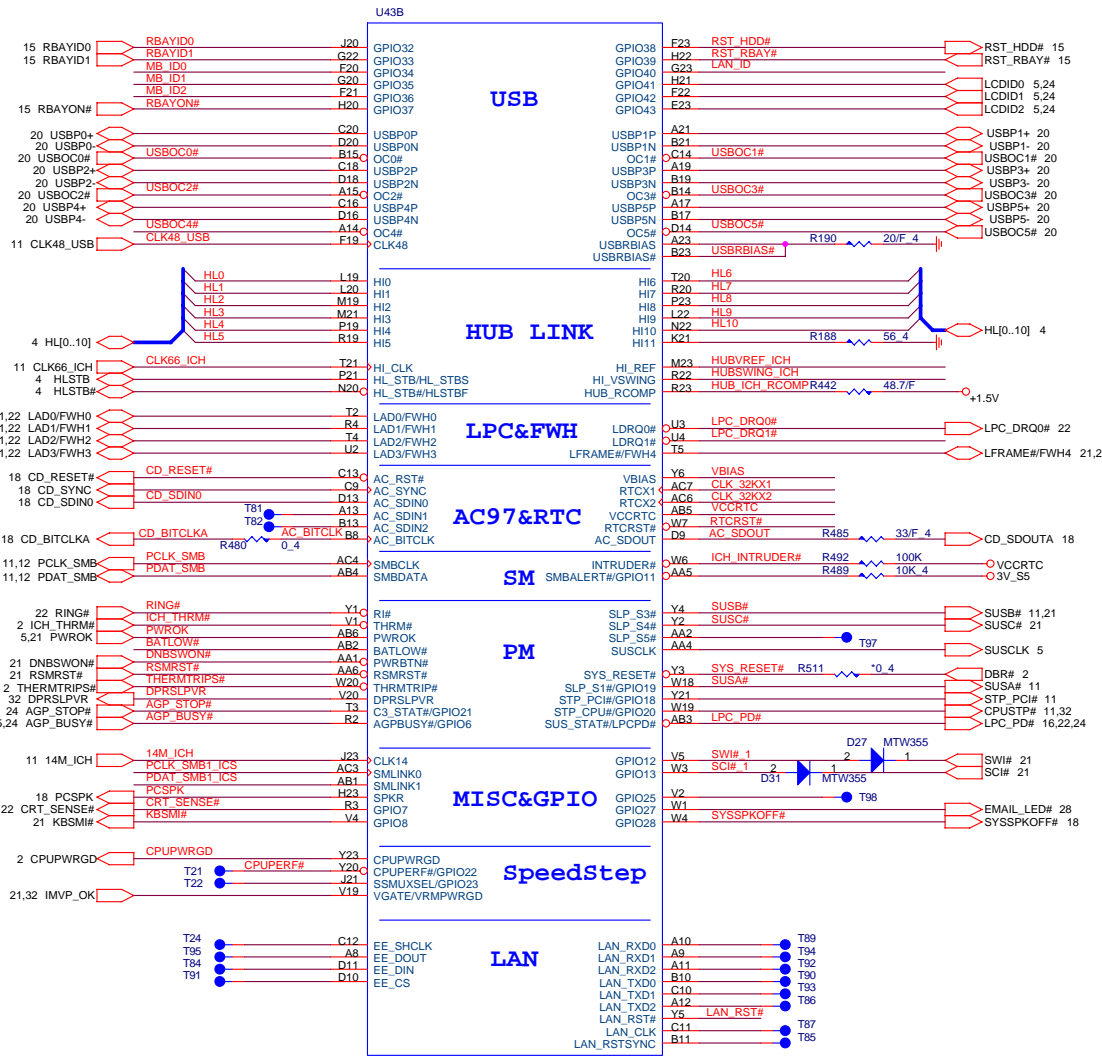 U43B
15 RBAYID0 RBAYID0 J20 GPIO32 GPIO38 F23 RST_HDD# RST_HDD# 15
15 RBAYID1 RBAYID1 G22 GPIO33 GPIO39 H22 RST_RBAY# RST_RBAY# 15
MB_ID0 F20 GPIO34 GPIO40 G23 LAN_ID
MB_ID1 G20 GPIO35 GPIO41 H21 LCDID0 5,24
MB_ID2 F21 GPIO36 GPIO42 F22 LCDID1 5,24
15 RBAYON# RBAYON# H20 GPIO37 GPIO43 E23 LCDID2 5,24
USB
20 USBP0+ C20 USBP0P USBP1P A21 USBP1+ 20
20 USBP0- D20 USBP0N USBP1N B21 USBP1- 20
20 USBOC0# USBOC0# B15 OC0# OC1# C14 USBOC1# USBOC1# 20
20 USBP2+ C18 USBP2P USBP3P A19 USBP3+ 20
20 USBP2- D18 USBP2N USBP3N B19 USBP3- 20
20 USBOC2# USBOC2# A15 OC2# OC3# B14 USBOC3# USBOC3# 20
20 USBP4+ C16 USBP4P USBP5P A17 USBP5+ 20
20 USBP4- D16 USBP4N USBP5N B17 USBP5- 20
USBOC4# A14 OC4# OC5# D14 USBOC5# USBOC5# 20
11 CLK48_USB CLK48_USB F19 CLK48 USBRBIAS A23 R190 20/F_4
USBRBIAS# B23 USBRBIAS#
HL0 L19 HI0 HI6 T20 HL6
HL1 L20 HI1 HI7 R20 HL7
HL2 M19 HI2 HI8 P23 HL8
HL3 M21 HI3 HI9 L22 HL9
HL4 P19 HI4 HI10 N22 HL10 HL[0..10] 4
4 HL[0..10] HL5 R19 HI5 HI11 K21 R188 56_4
HUB LINK
11 CLK66_ICH CLK66_ICH T21 HI_CLK HI_REF M23 HUBVREF_ICH
4 HLSTB P21 HL_STB/HL_STBS HI_VSWING R22 HUBSWING_ICH
4 HLSTB# N20 HL_STB#/HLSTBF HUB_RCOMP R23 HUB_ICH_RCOMP R442 48.7/F +1.5V
1,22 LAD0/FWH0 T2 LAD0/FWH0
1,22 LAD1/FWH1 R4 LAD1/FWH1 LDRQ0# U3 LPC_DRQ0# LPC_DRQ0# 22
1,22 LAD2/FWH2 T4 LAD2/FWH2 LDRQ1# U4 LPC_DRQ1#
1,22 LAD3/FWH3 U2 LAD3/FWH3 LFRAME#/FWH4 T5 LFRAME#/FWH4 21,2
LPC&FWH
18 CD_RESET# CD_RESET# C13 AC_RST# VBIAS Y6 VBIAS
18 CD_SYNC C9 AC_SYNC RTCX1 AC7 CLK_32KX1
18 CD_SDIN0 CD_SDIN0 D13 AC_SDIN0 RTCX2 AC6 CLK_32KX2
T81 A13 AC_SDIN1 VCCRTC AB5 VCCRTC
T82 B13 AC_SDIN2 RTCRST# W7 RTCRST#
18 CD_BITCLKA CD_BITCLKA R480 0_4 AC_BITCLK B8 AC_BITCLK AC_SDOUT D9 AC_SDOUT R485 33/F_4 CD_SDOUTA 18
AC97&RTC
11,12 PCLK_SMB PCLK_SMB AC4 SMBCLK INTRUDER# W6 ICH_INTRUDER# R492 100K VCCRTC
11,12 PDAT_SMB PDAT_SMB AB4 SMBDATA SMBALERT#/GPIO11 AA5 R489 10K_4 3V_S5
SM
22 RING# RING# Y1 RI# SLP_S3# Y4 SUSB# SUSB# 11,21
2 ICH_THRM# ICH_THRM# V1 THRM# SLP_S4# Y2 SUSC# SUSC# 21
5,21 PWROK PWROK AB6 PWROK SLP_S5# AA2 T97
BATLOW# AB2 BATLOW# SUSCLK AA4 SUSCLK 5
21 DNBSWON# DNBSWON# AA1 PWRBTN#
21 RSMRST# RSMRST# AA6 RSMRST# SYS_RESET# Y3 SYS_RESET# R511 *0_4 DBR# 2
2 THERMTRIPS# THERMTRIPS# W20 THRMTRIP# SLP_S1#/GPIO19 W18 SUSA# SUSA# 11
32 DPRSLPVR DPRSLPVR V20 DPRSLPVR STP_PCI#/GPIO18 Y21 STP_PCI# 11
24 AGP_STOP# AGP_STOP# T3 C3_STAT#/GPIO21 STP_CPU#/GPIO20 W19 CPUSTP# 11,32
5,24 AGP_BUSY# AGP_BUSY# R2 AGPBUSY#/GPIO6 SUS_STAT#/LPCPD# AB3 LPC_PD# LPC_PD# 16,22,24
PM
11 14M_ICH 14M_ICH J23 CLK14 GPIO12 V5 SWI#_1 2 D27 1 MTW355 SWI# 21
PCLK_SMB1_ICS AC3 SMLINK0 GPIO13 W3 SCI#_1 D31 2 1 MTW355 SCI# 21
PDAT_SMB1_ICS AB1 SMLINK1
18 PCSPK PCSPK H23 SPKR GPIO25 V2 T98
22 CRT_SENSE# CRT_SENSE# R3 GPIO7 GPIO27 W1 EMAIL_LED# 28
21 KBSMI# KBSMI# V4 GPIO8 GPIO28 W4 SYSSPKOFF# SYSSPKOFF# 18
MISC&GPIO
2 CPUPWRGD CPUPWRGD Y23 CPUPWRGD
T21 CPUPERF# Y20 CPUPERF#/GPIO22
T22 J21 SSMUXSEL/GPIO23
21,32 IMVP_OK V19 VGATE/VRMPWRGD
SpeedStep
T24 C12 EE_SHCLK LAN_RXD0 A10 T89
T95 A8 EE_DOUT LAN_RXD1 A9 T94
T84 D11 EE_DIN LAN_RXD2 A11 T92
T91 D10 EE_CS LAN_TXD0 B10 T90
LAN_TXD1 C10 T93
LAN_TXD2 A12 T86
LAN_RST# Y5 LAN_RST#
LAN_CLK C11 T87
LAN_RSTSYNC B11 T85
LAN